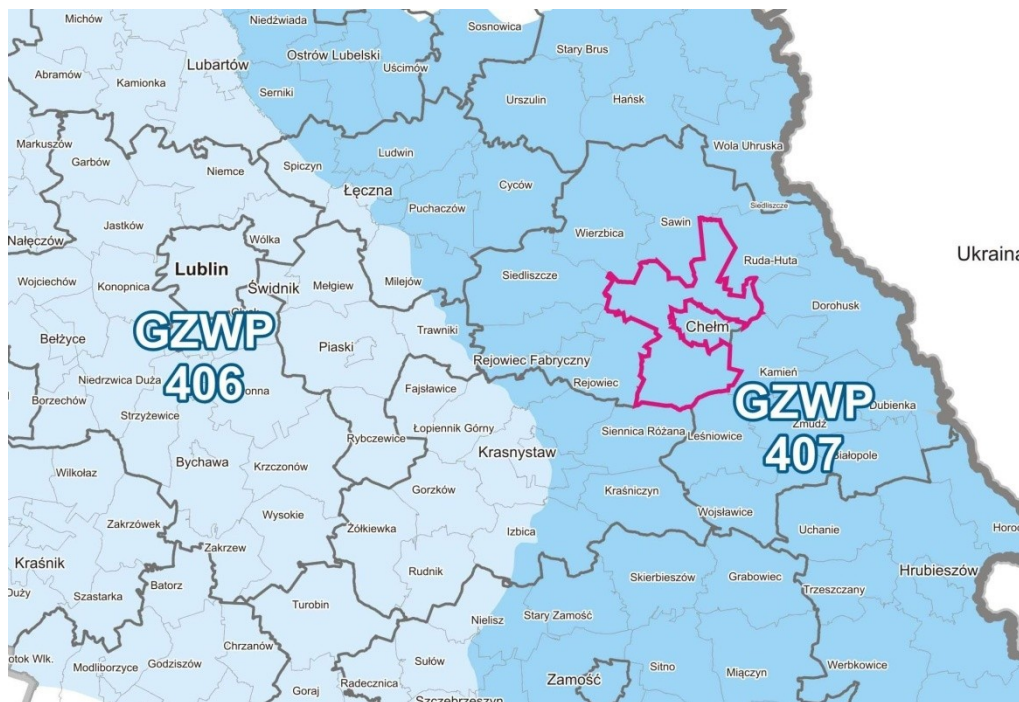 Michów
Niedźwiada
Sosnowica
Ostrów Lubelski
Stary Brus
Lubartów
Uścimów
Abramów
Kamionka
Serniki
Urszulin
Hańsk
Markuszów
Garbów
Ludwin
Wola Uhruska
Niemce
Spiczyn
Łęczna
Cyców
Puchaczów
Siedliszcze
Jastków
Sawin
Nałęczów
Wólka
Wierzbica
Ukraina
Wojciechów
Konopnica
Lublin
Świdnik
Mełgiew
Milejów
Siedliszcze
Ruda-Huta
Dorohusk
GZWP
406
Bełżyce
Trawniki
Chełm
Piaski
Rejowiec Fabryczny
Kamień
Niedrzwica Duża
Fajsławice
Rejowiec
GZWP
407
Borzechów
Dubienka
Strzyżewice
Łopiennik Górny
Siennica Różana
Leśniowice
Żmudź
Rybczewice
Krasnystaw
Białopole
Bychawa
Krzczonów
Wilkołaz
Gorzków
Kraśniczyn
Wysokie
Wojsławice
Zakrzówek
Żółkiewka
Izbica
Uchanie
Zakrzew
Kraśnik
Rudnik
Skierbieszów
Grabowiec
Hrubieszów
Batorz
Szastarka
Trzeszczany
Turobin
Nielisz
Stary Zamość
Chrzanów
Modliborzyce
Godziszów
Sułów
Sitno
Miączyn
Werbkowice
Goraj
Radecznica
Zamość
Szczebrzeszyn